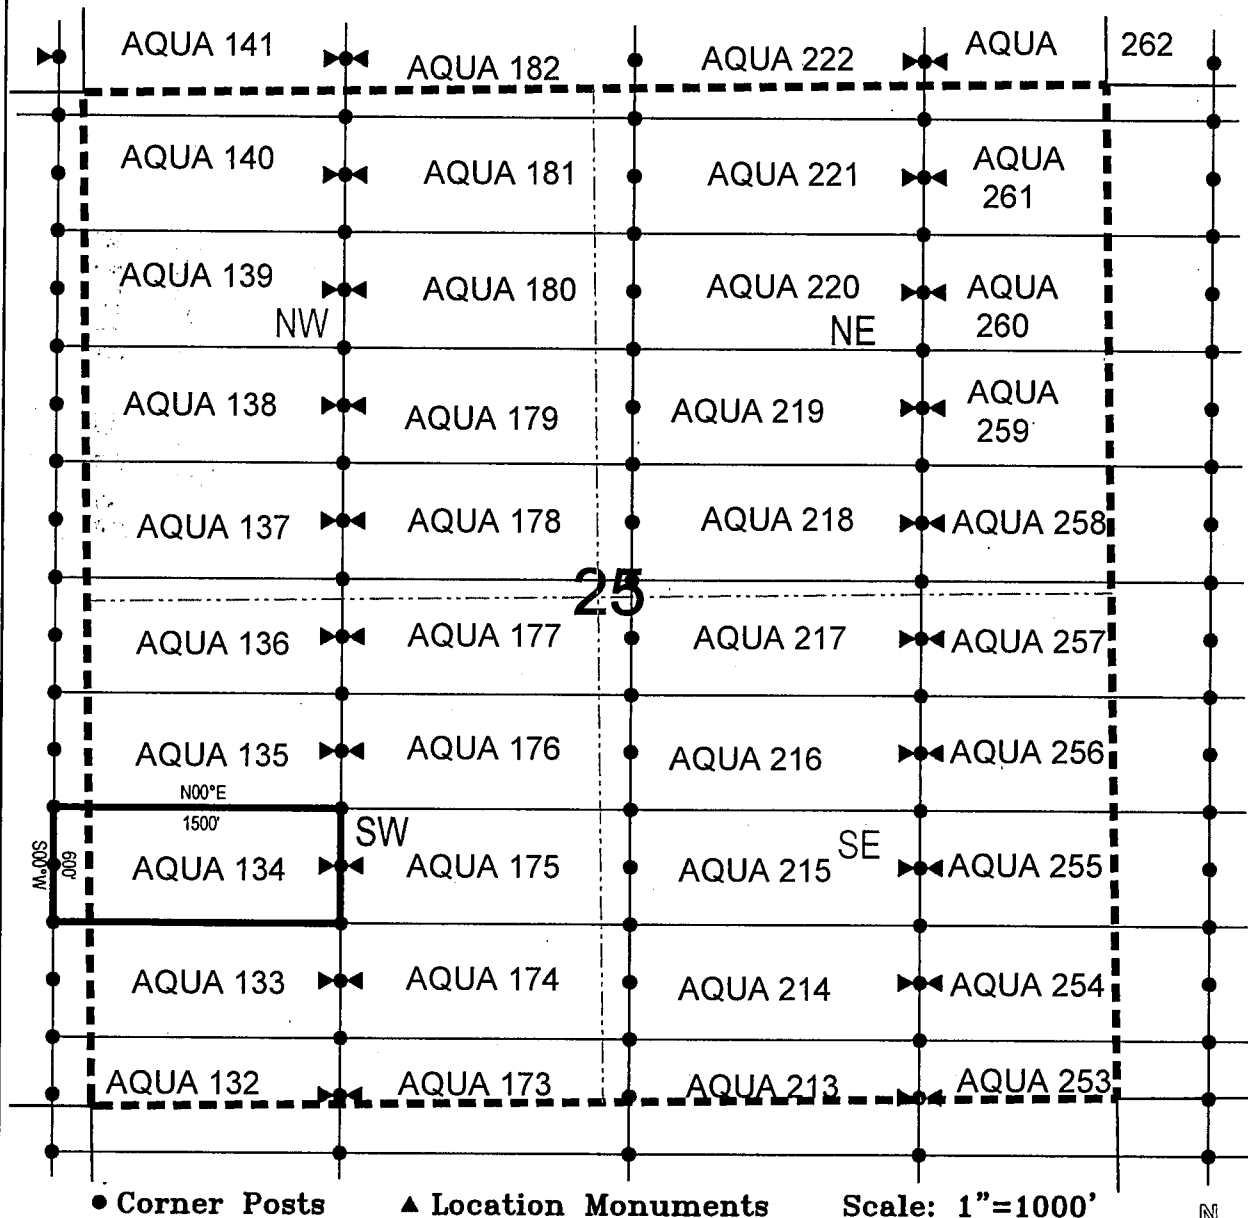 AQUA 141 AQUA 182 AQUA 222 AQUA 262
AQUA 140 AQUA 181 AQUA 221 AQUA
261
AQUA 139 AQUA 180 AQUA 220 AQUA
260
NW NE
AQUA 138 AQUA 179 AQUA 219 AQUA
259
AQUA 137 AQUA 178 AQUA 218 AQUA 258
25
AQUA 136 AQUA 177 AQUA 217 AQUA 257
AQUA 135 AQUA 176 AQUA 216 AQUA 256
N00°E
1500'
SW SE
S00°W
600'
AQUA 134 AQUA 175 AQUA 215 AQUA 255
AQUA 133 AQUA 174 AQUA 214 AQUA 254
AQUA 132 AQUA 173 AQUA 213 AQUA 253
Corner Posts Location Monuments Scale: 1"=1000'
N